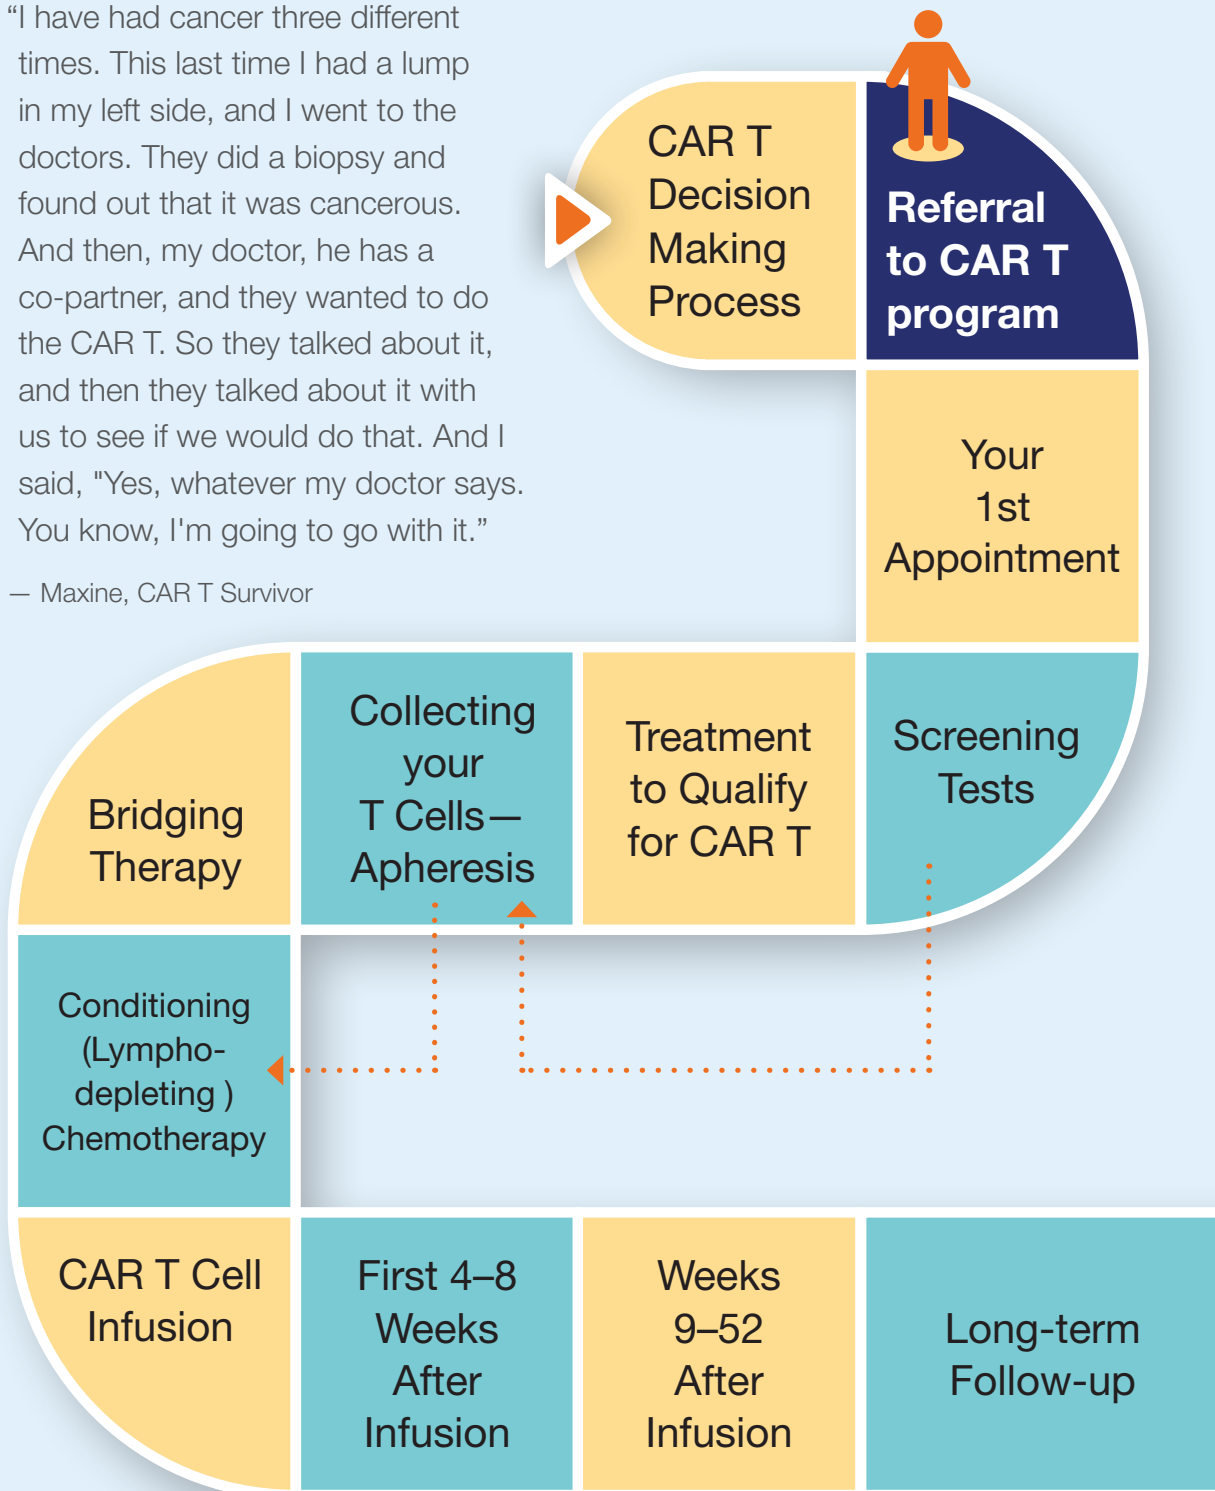 “I have had cancer three different
times. This last time I had a lump
in my left side, and I went to the
doctors. They did a biopsy and
found out that it was cancerous.
And then, my doctor, he has a
co-partner, and they wanted to do
the CAR T. So they talked about it,
and then they talked about it with
us to see if we would do that. And I
said, "Yes, whatever my doctor says.
You know, I'm going to go with it.”
— Maxine, CAR T Survivor
CAR T
Decision
Making
Process
Referral
to CAR T
program
Your
1st
Appointment
Screening
Tests
Treatment
to Qualify
for CAR T
Collecting
your
T Cells—
Apheresis
Bridging
Therapy
Conditioning
(Lympho-
depleting )
Chemotherapy
CAR T Cell
Infusion
First 4–8
Weeks
After
Infusion
Weeks
9–52
After
Infusion
Long-term
Follow-up